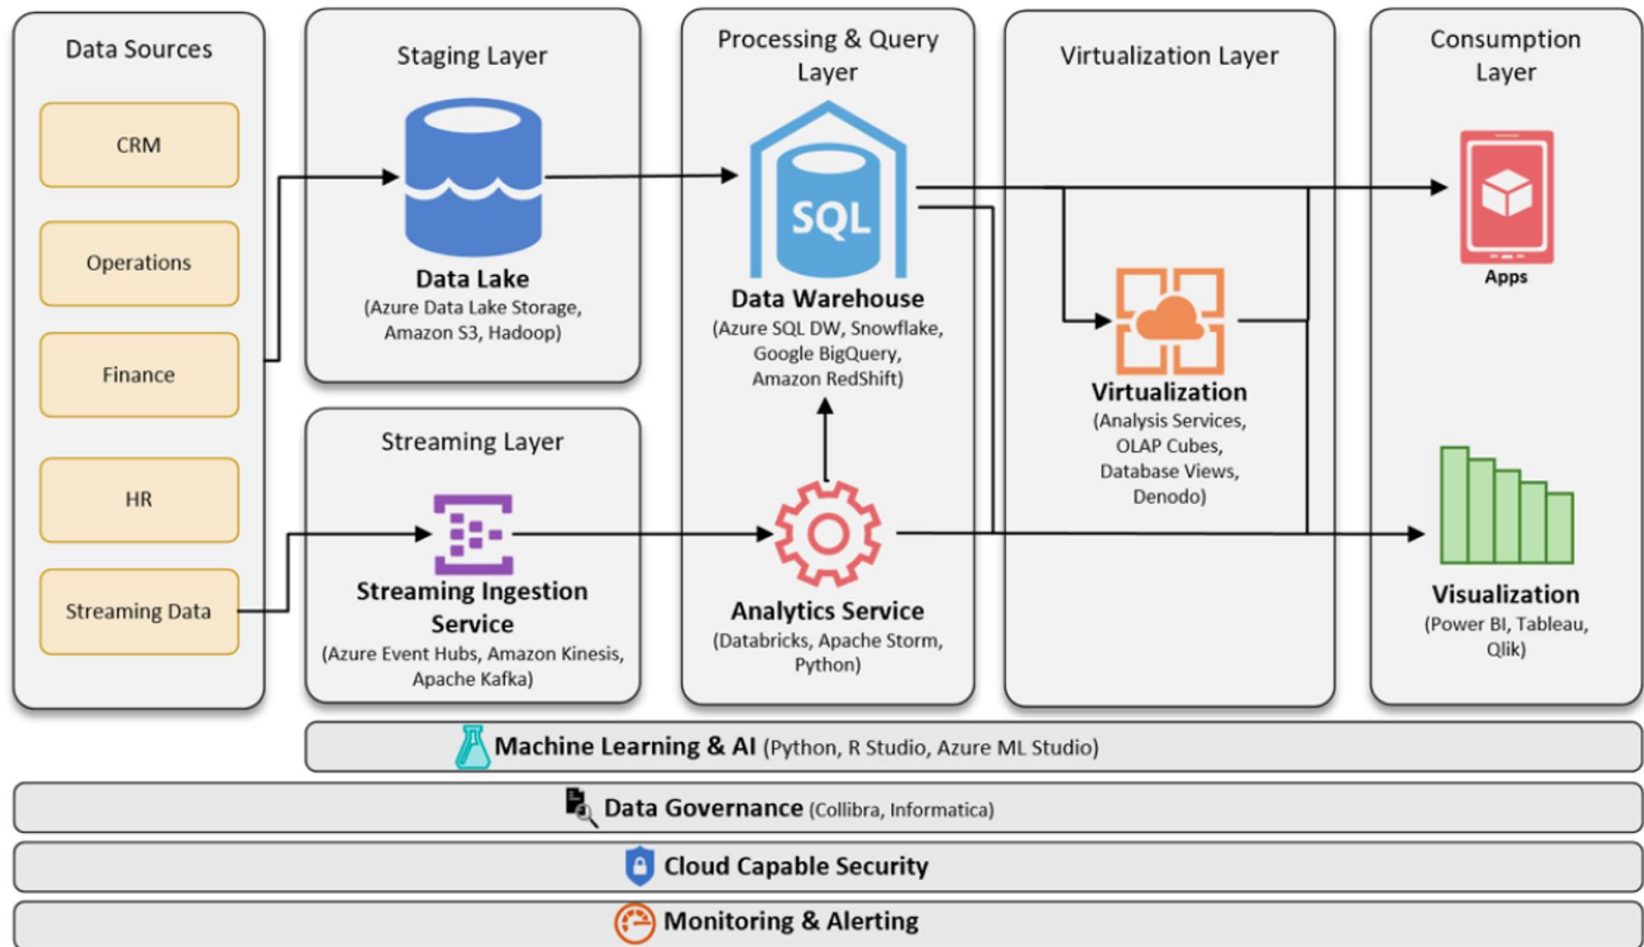 Data Sources
CRM
Operations
Finance
HR
Streaming Data
Staging Layer
Data Lake
(Azure Data Lake Storage,
Amazon S3, Hadoop)
Streaming Layer
Streaming Ingestion
Service
(Azure Event Hubs, Amazon Kinesis,
Apache Kafka)
Processing & Query
Layer
SQL
Data Warehouse
(Azure SQL DW, Snowflake,
Google BigQuery,
Amazon RedShift)
Analytics Service
(Databricks, Apache Storm,
Python)
Virtualization Layer
Virtualization
(Analysis Services,
OLAP Cubes,
Database Views,
Denodo)
Consumption
Layer
Apps
Visualization
(Power BI, Tableau,
Qlik)
Machine Learning & AI (Python, R Studio, Azure ML Studio)
Data Governance (Collibra, Informatica)
Cloud Capable Security
Monitoring & Alerting